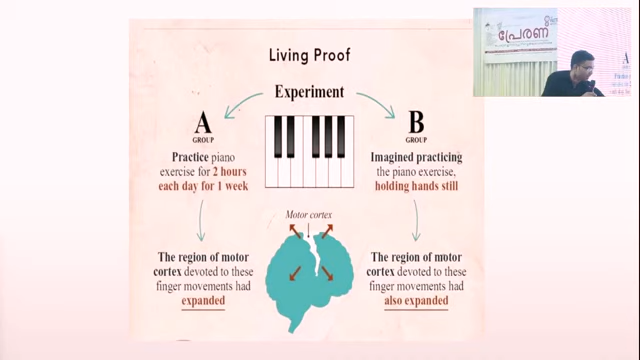 Living Proof
Experiment
A
GROUP
Practice piano
exercise for 2 hours
each day for 1 week
The region of motor
cortex devoted to these
finger movements had
expanded
Motor cortex
B
GROUP
Imagined practicing
the piano exercise,
holding hands still
The region of motor
cortex devoted to these
finger movements had
also expanded
പ്രേരണ
A